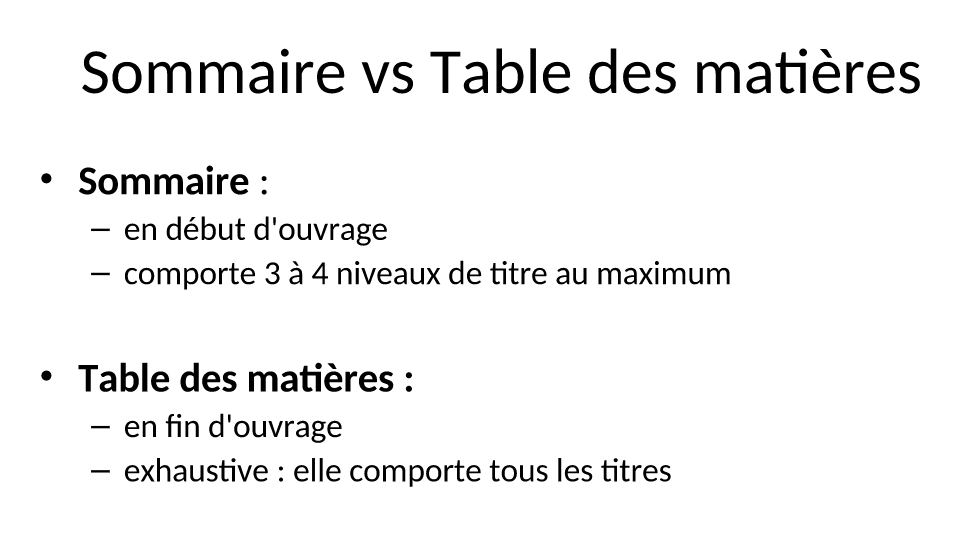 Sommaire vs Table des matières
• Sommaire :
– en début d'ouvrage
– comporte 3 à 4 niveaux de titre au maximum
• Table des matières :
– en fin d'ouvrage
– exhaustive : elle comporte tous les titres